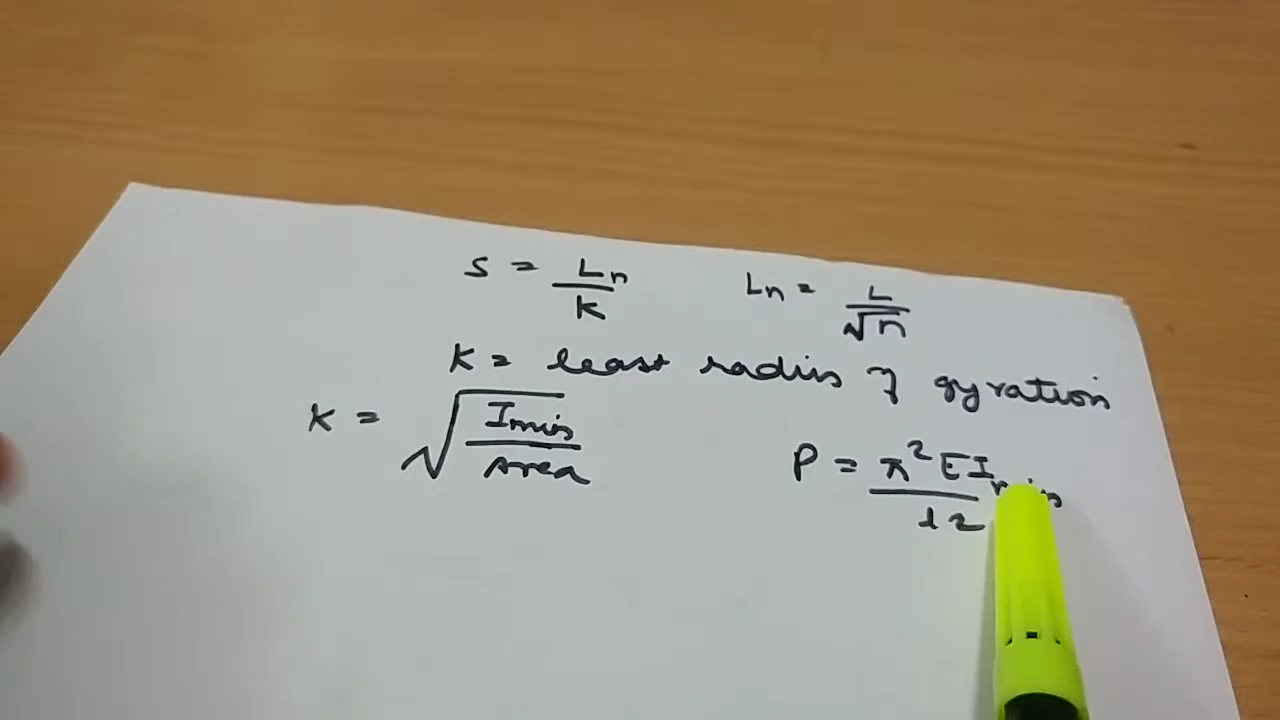 S = Ln/K Ln = L/√n
K = least radius of gyration
K = √(Imin/Area)
P = π²EImin/l2